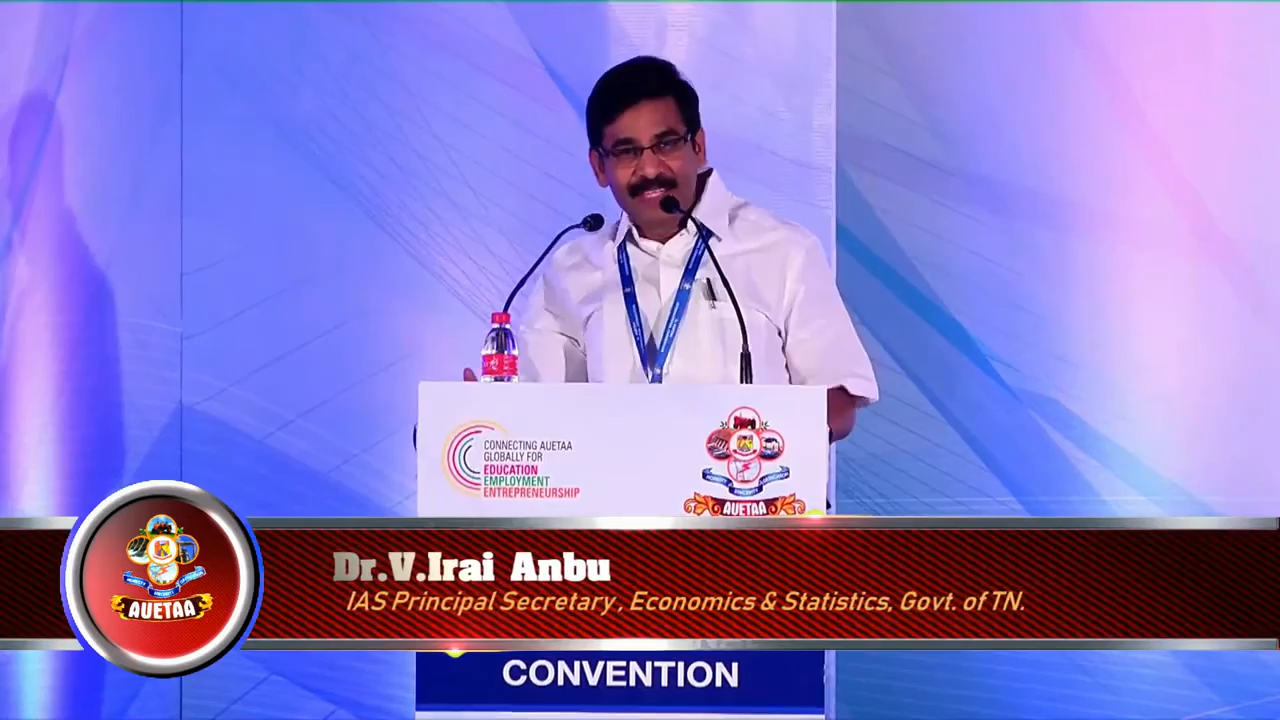 CONNECTING AUETAA
GLOBALLY FOR
EDUCATION
EMPLOYMENT
ENTREPRENEURSHIP
AUETAA
Dr.V.Irai Anbu
IAS Principal Secretary, Economics & Statistics, Govt. of TN.
AUETAA
CONVENTION